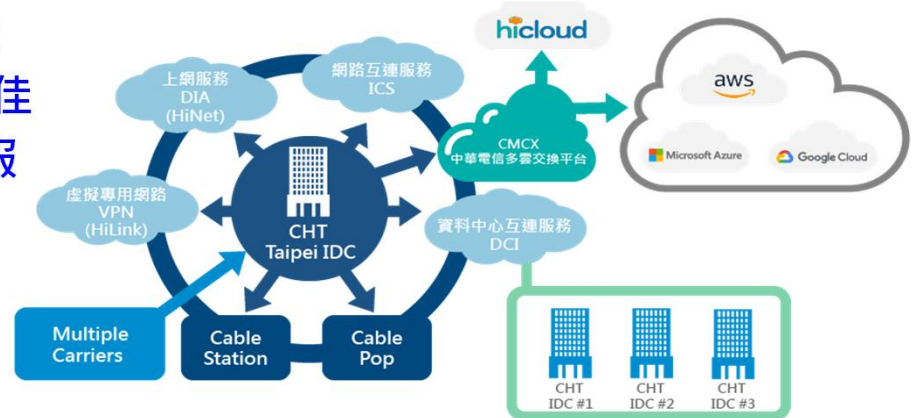 佳
服
hicloud
上網服務
DIA
(HiNet)
網路互連服務
ICS
aws
Microsoft Azure
Google Cloud
CMCX
中華電信多雲交換平台
虛擬專用網路
VPN
(HiLink)
CHT
Taipei IDC
資料中心互連服務
DCI
Multiple
Carriers
Cable
Station
Cable
Pop
CHT
IDC #1
CHT
IDC #2
CHT
IDC #3